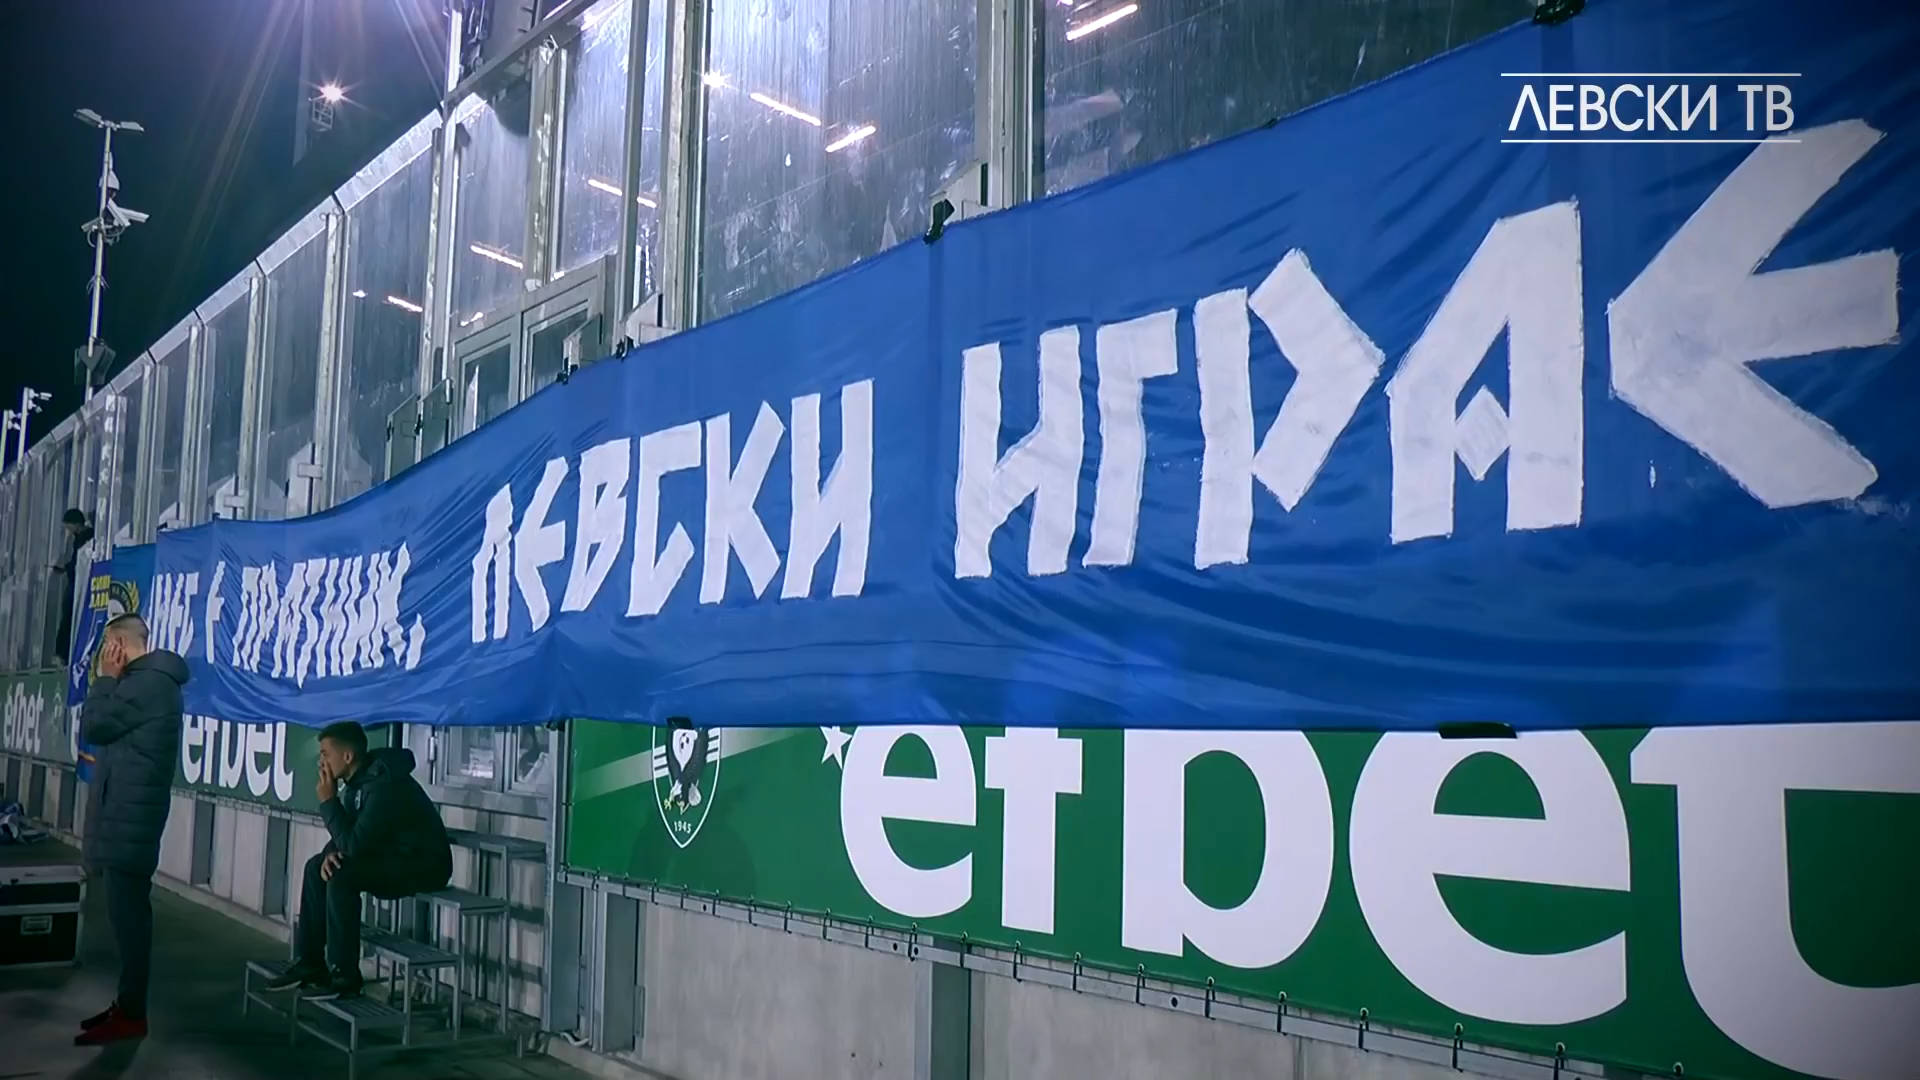 ЛЕВСКИ ТВ
ДНЕС Е ПРАЗНИК, ЛЕВСКИ ИГРАЕ
efbet
efbet
efbet
1945